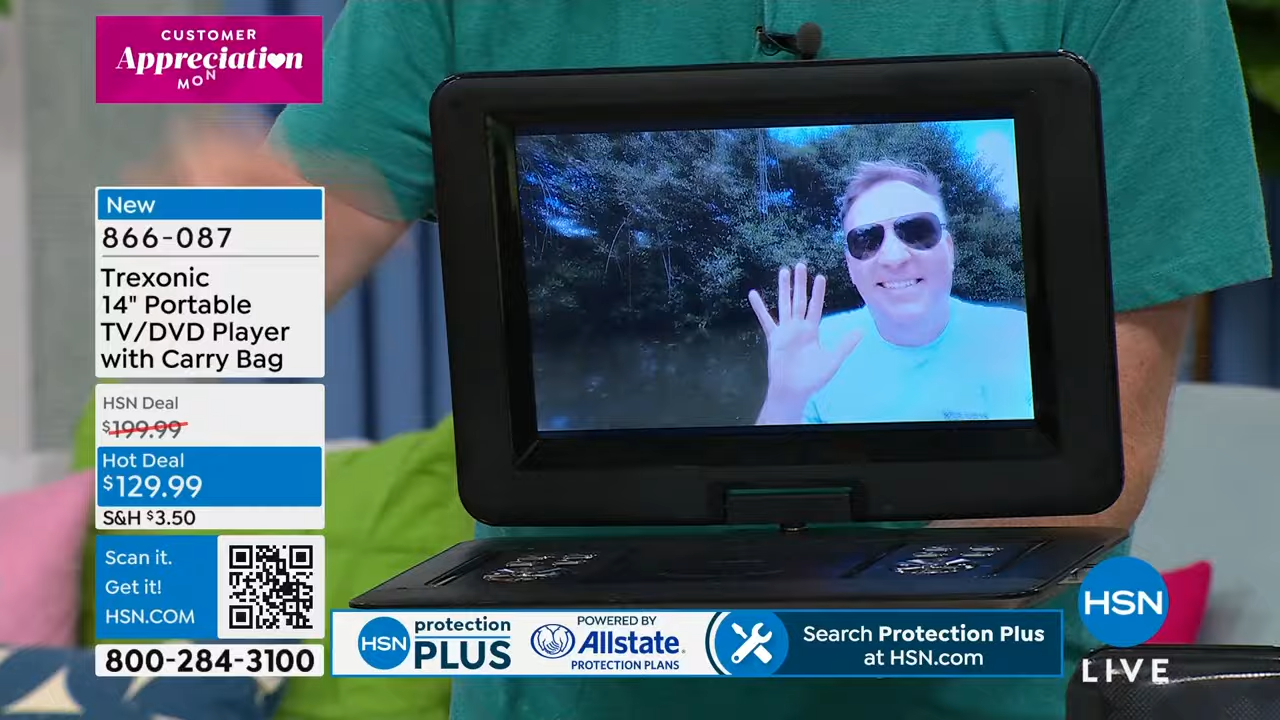 CUSTOMER
Appreciation
MON
New
866-087
Trexonic
14" Portable
TV/DVD Player
with Carry Bag
HSN Deal
$199.99
Hot Deal
$129.99
S&H $3.50
Scan it.
Get it!
HSN.COM
800-284-3100
HSN protection PLUS
POWERED BY
Allstate
PROTECTION PLANS
Search Protection Plus
at HSN.com
HSN
LIVE